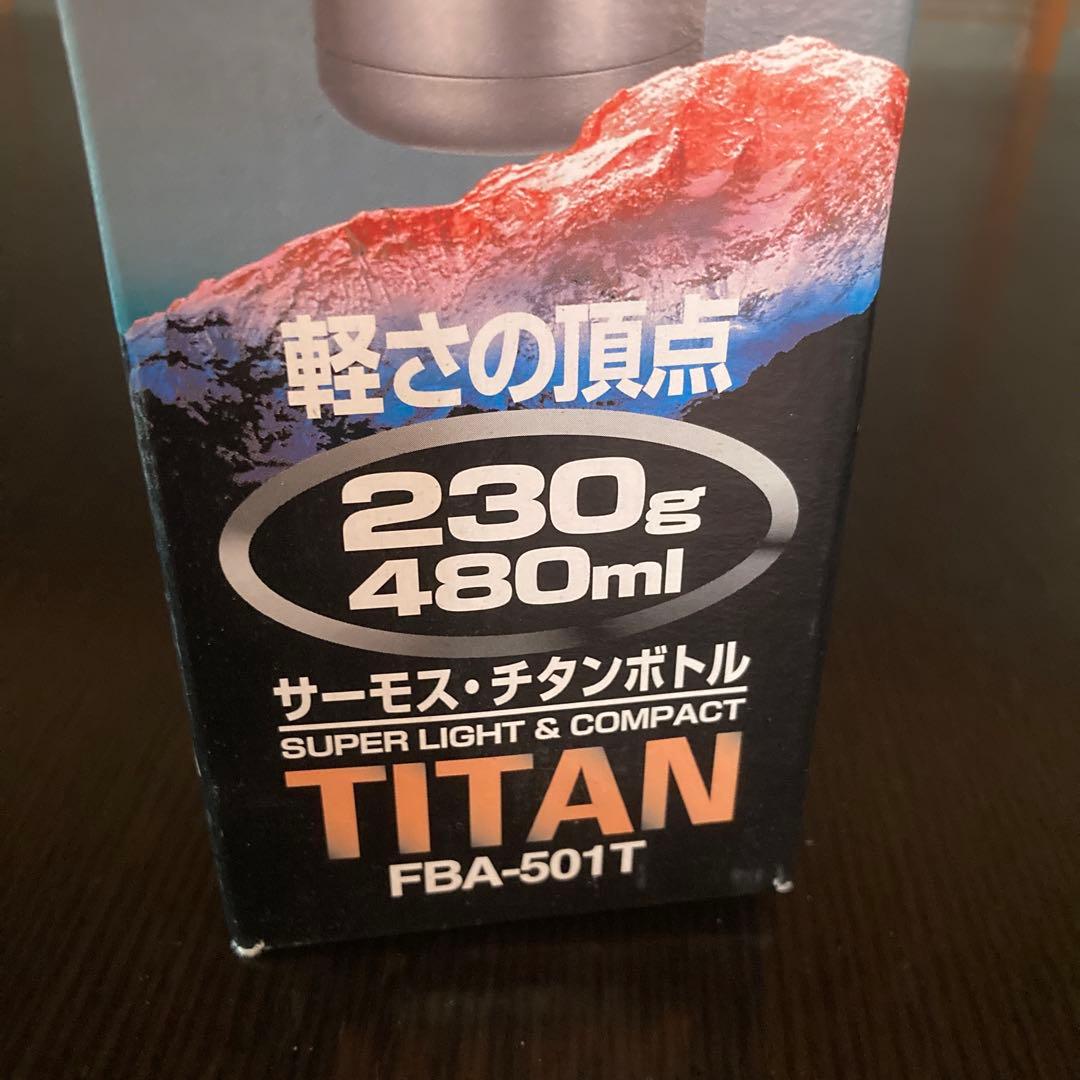 軽さの頂点
230g
480ml
サーモス・チタンボトル
SUPER LIGHT & COMPACT
TITAN
FBA-501T